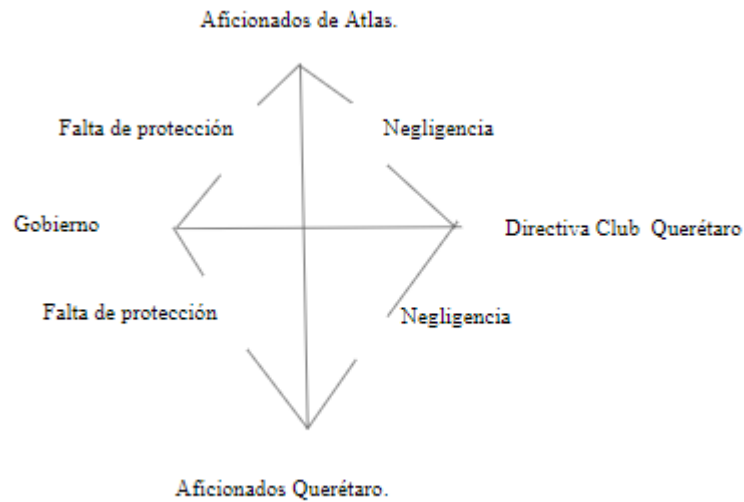 Aficionados de Atlas.
Falta de protección
Negligencia
Gobierno
Directiva Club Querétaro
Falta de protección
Negligencia
Aficionados Querétaro.